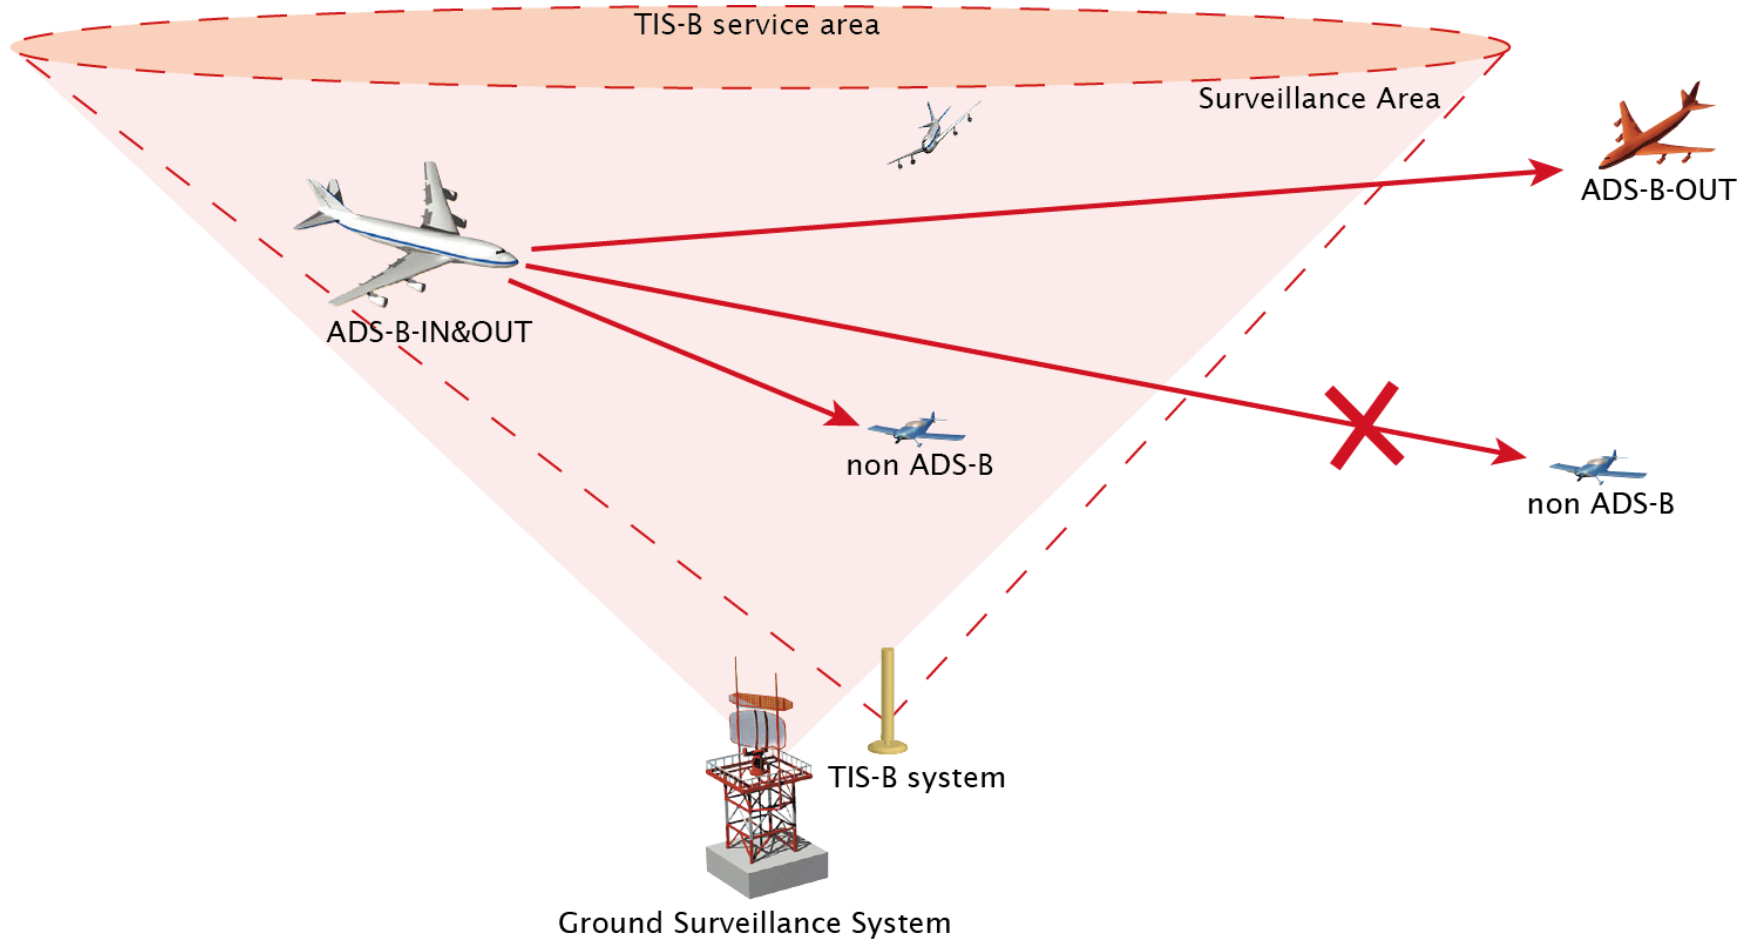 TIS-B service area
Surveillance Area
ADS-B-OUT
ADS-B-IN&OUT
non ADS-B
non ADS-B
TIS-B system
Ground Surveillance System